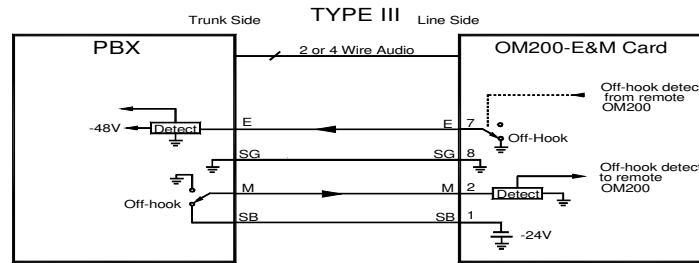 TYPE III
Trunk Side
Line Side
PBX
OM200-E&M Card
2 or 4 Wire Audio
Off-hook detect
from remote
OM200
-48V
Detect
E
E
7
Off-Hook
SG
SG
8
Off-hook detect
to remote
OM200
M
M
2
Detect
Off-hook
SB
SB
1
-24V